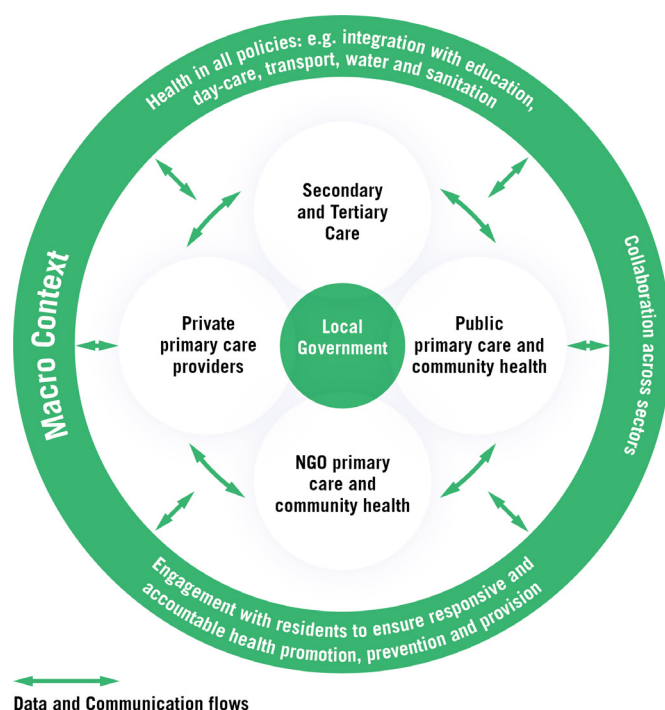 Health in all policies: e.g. integration with education,
day-care, transport, water and sanitation
Secondary
and Tertiary
Care
Macro Context
Private
primary care
providers
Local
Government
Public
primary care and
community health
Collaboration across sectors
NGO primary
care and
community health
Engagement with residents to ensure responsive and
accountable health promotion, prevention and provision
Data and Communication flows